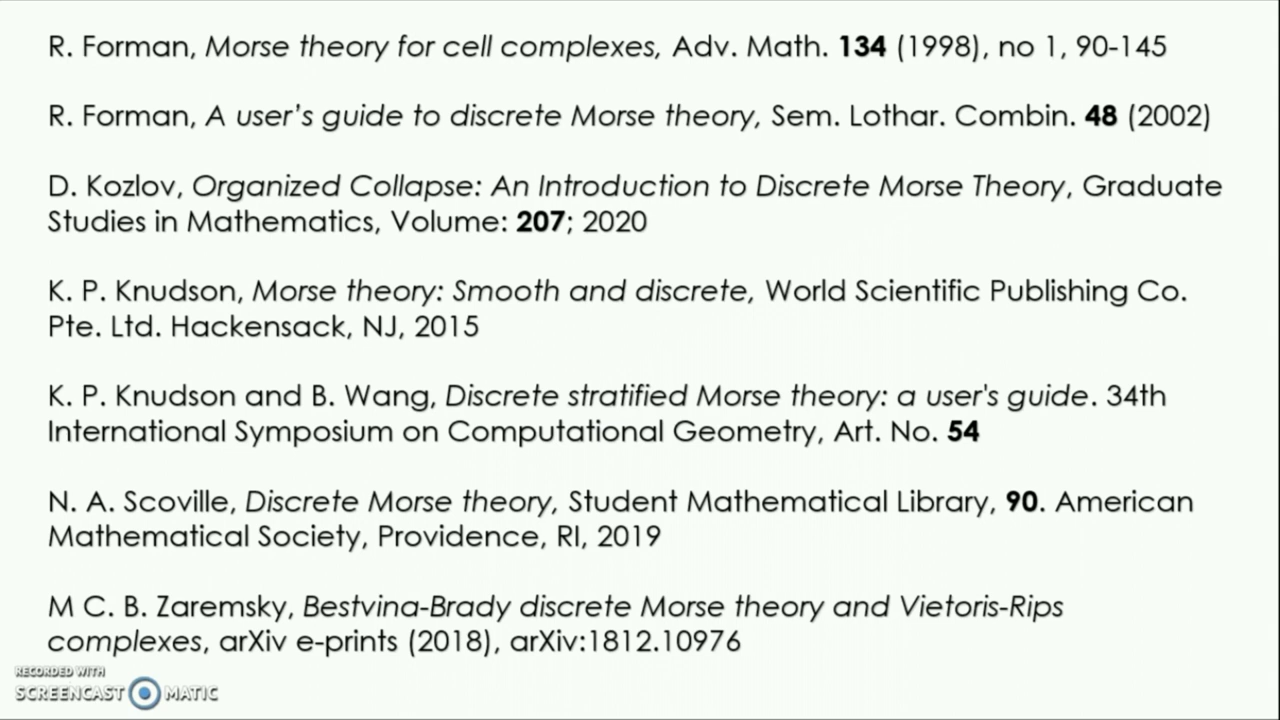 R. Forman, Morse theory for cell complexes, Adv. Math. 134 (1998), no 1, 90-145
R. Forman, A user's guide to discrete Morse theory, Sem. Lothar. Combin. 48 (2002)
D. Kozlov, Organized Collapse: An Introduction to Discrete Morse Theory, Graduate
Studies in Mathematics, Volume: 207; 2020
K. P. Knudson, Morse theory: Smooth and discrete, World Scientific Publishing Co.
Pte. Ltd. Hackensack, NJ, 2015
K. P. Knudson and B. Wang, Discrete stratified Morse theory: a user's guide. 34th
International Symposium on Computational Geometry, Art. No. 54
N. A. Scoville, Discrete Morse theory, Student Mathematical Library, 90. American
Mathematical Society, Providence, RI, 2019
M C. B. Zaremsky, Bestvina-Brady discrete Morse theory and Vietoris-Rips
complexes, arXiv e-prints (2018), arXiv:1812.10976
RECORDED WITH
SCREENCAST MATIC